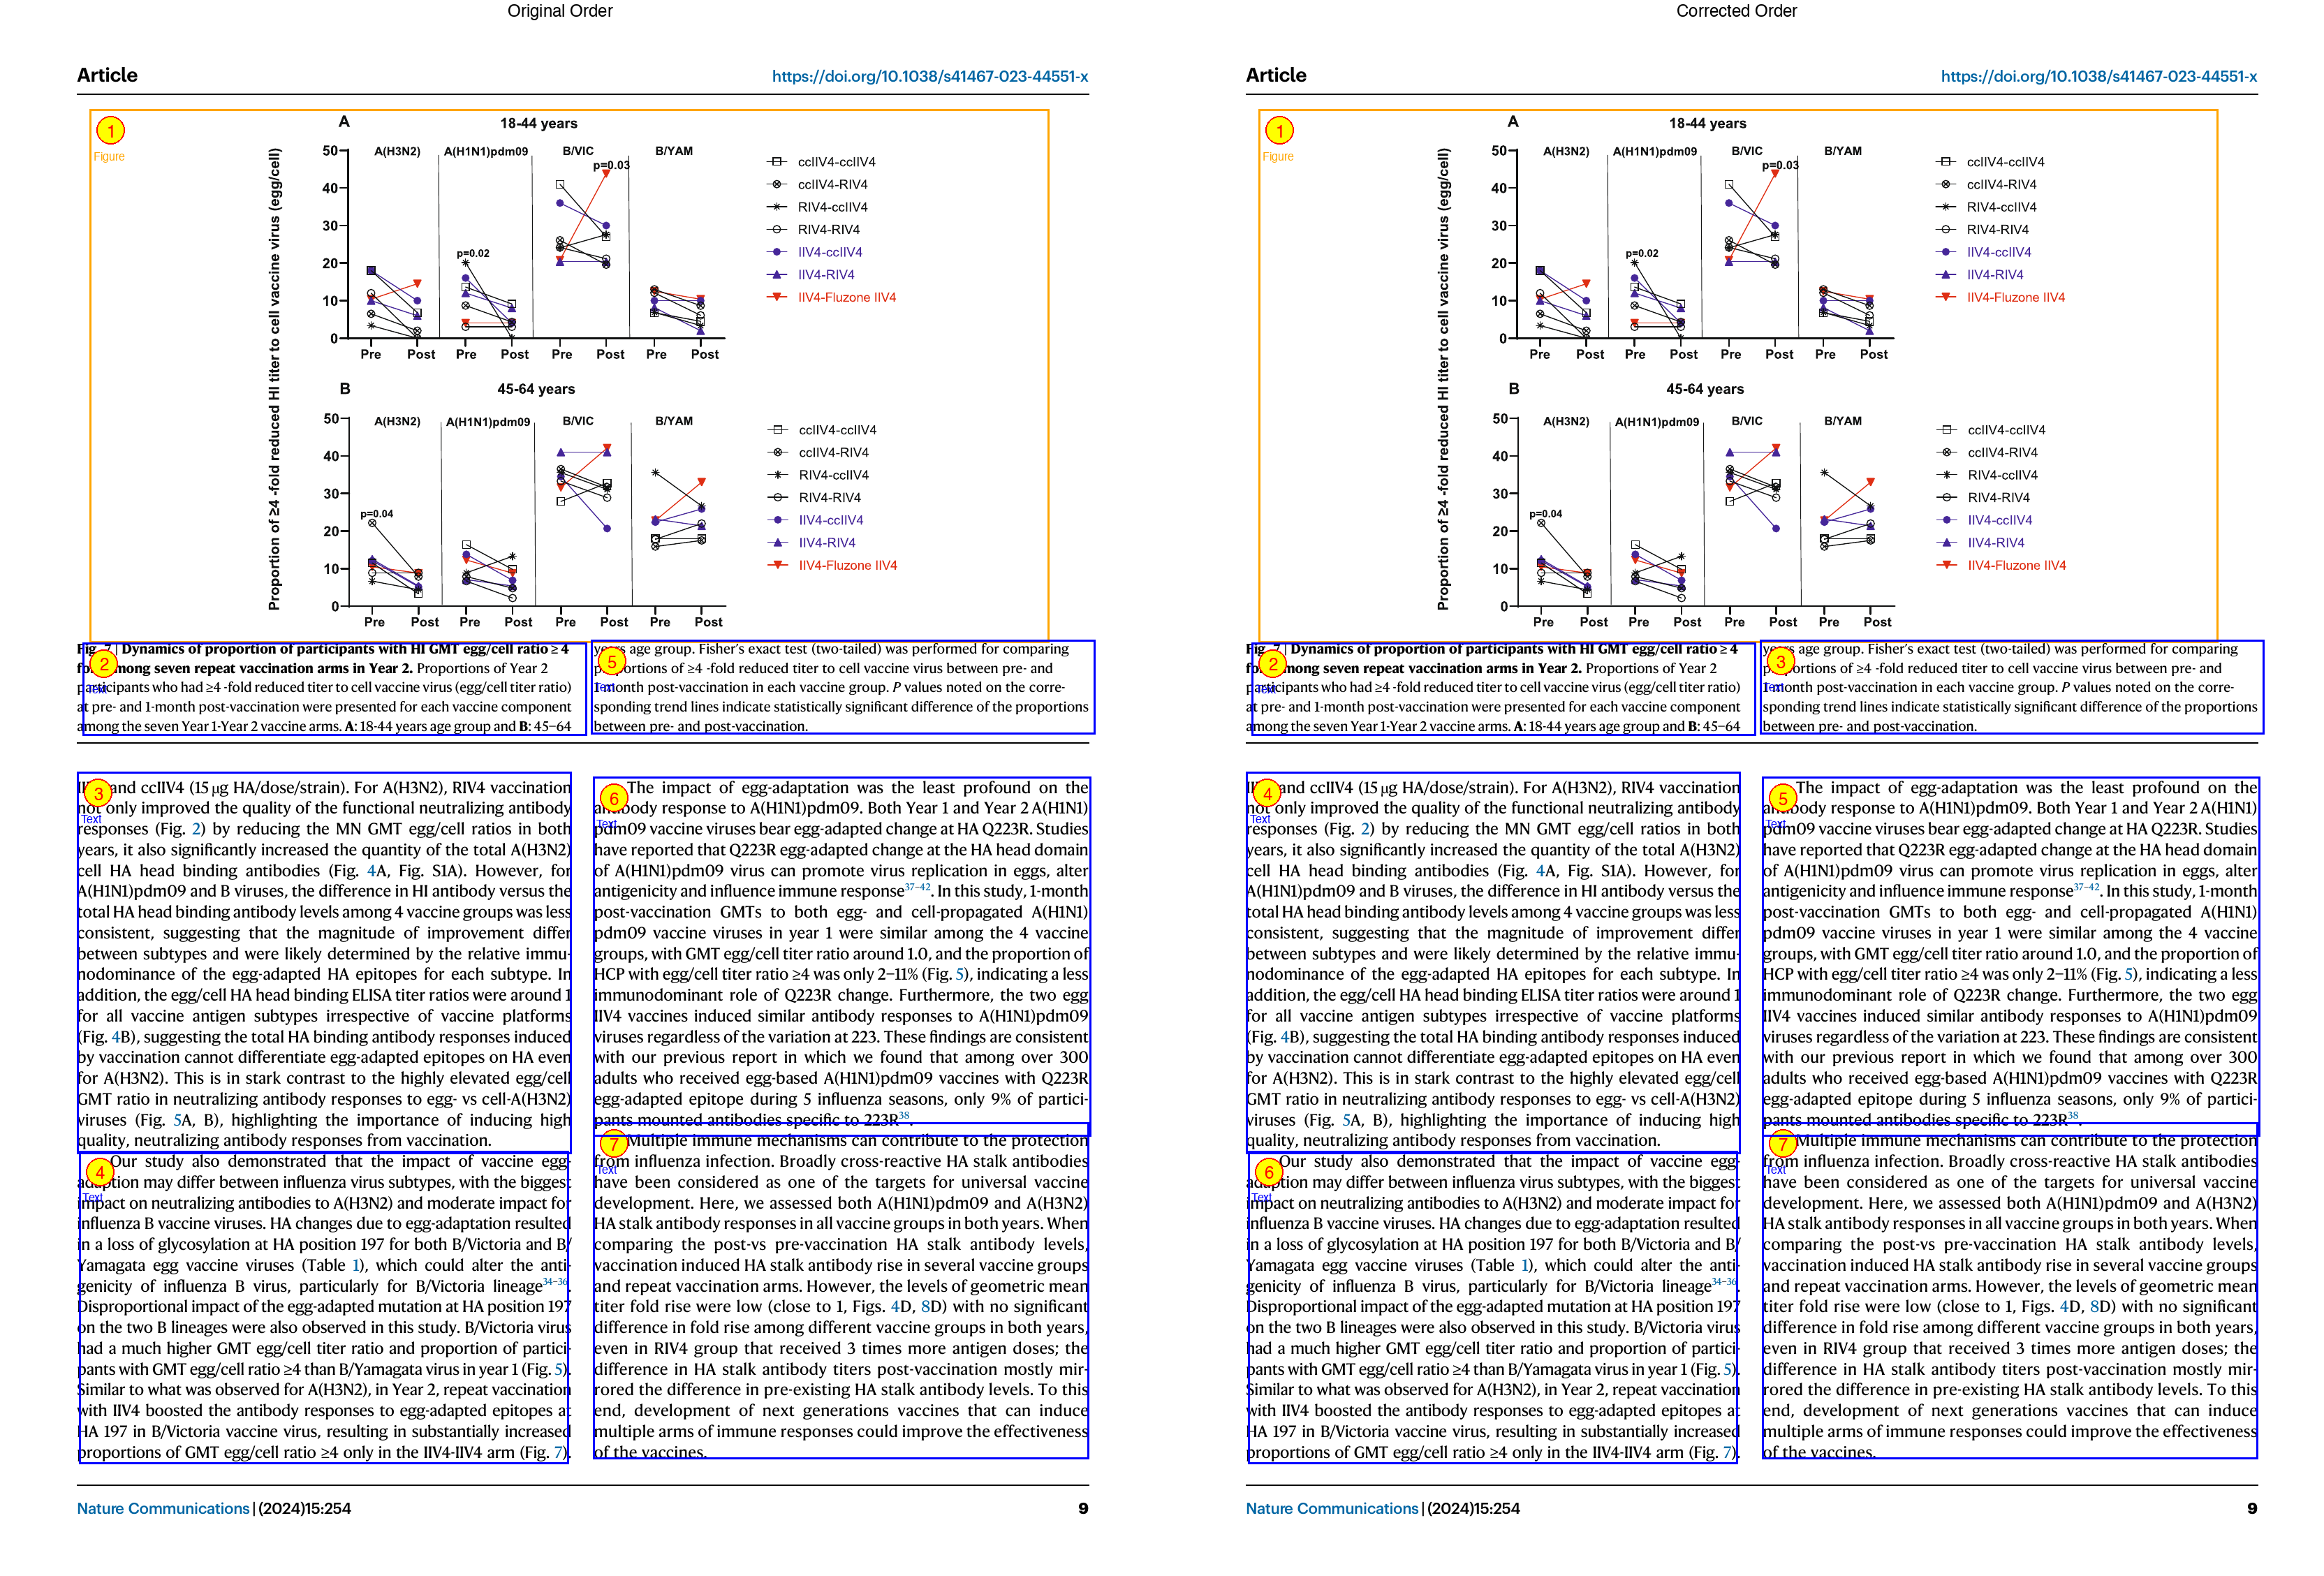 Original Order
Article
https://doi.org/10.1038/s41467-023-44551-x
1
Figure
Proportion of ≥4 -fold reduced HI titer to cell vaccine virus (egg/cell)
A
18-44 years
A(H3N2) A(H1N1)pdm09 B/VIC B/YAM
p=0.03
p=0.02
50
40
30
20
10
0
Pre Post Pre Post Pre Post Pre Post
ccIIV4-ccIIV4
ccIIV4-RIV4
RIV4-ccIIV4
RIV4-RIV4
IIV4-ccIIV4
IIV4-RIV4
IIV4-Fluzone IIV4
B
45-64 years
A(H3N2) A(H1N1)pdm09 B/VIC B/YAM
p=0.04
50
40
30
20
10
0
Pre Post Pre Post Pre Post Pre Post
ccIIV4-ccIIV4
ccIIV4-RIV4
RIV4-ccIIV4
RIV4-RIV4
IIV4-ccIIV4
IIV4-RIV4
IIV4-Fluzone IIV4
2
Text
Fig. 7 | Dynamics of proportion of participants with HI GMT egg/cell ratio ≥ 4
among seven repeat vaccination arms in Year 2. Proportions of Year 2
participants who had ≥4 -fold reduced titer to cell vaccine virus (egg/cell titer ratio)
at pre- and 1-month post-vaccination were presented for each vaccine component
among the seven Year 1-Year 2 vaccine arms. A: 18-44 years age group and B: 45–64
5
Text
years age group. Fisher's exact test (two-tailed) was performed for comparing
proportions of ≥4 -fold reduced titer to cell vaccine virus between pre- and
1-month post-vaccination in each vaccine group. P values noted on the corre-
sponding trend lines indicate statistically significant difference of the proportions
between pre- and post-vaccination.
3
Text
and ccIIV4 (15 μg HA/dose/strain). For A(H3N2), RIV4 vaccination
not only improved the quality of the functional neutralizing antibody
responses (Fig. 2) by reducing the MN GMT egg/cell ratios in both
years, it also significantly increased the quantity of the total A(H3N2)
cell HA head binding antibodies (Fig. 4A, Fig. S1A). However, for
A(H1N1)pdm09 and B viruses, the difference in HI antibody versus the
total HA head binding antibody levels among 4 vaccine groups was less
consistent, suggesting that the magnitude of improvement differ
between subtypes and were likely determined by the relative immu-
nodominance of the egg-adapted HA epitopes for each subtype. In
addition, the egg/cell HA head binding ELISA titer ratios were around 1
for all vaccine antigen subtypes irrespective of vaccine platforms
(Fig. 4B), suggesting the total HA binding antibody responses induced
by vaccination cannot differentiate egg-adapted epitopes on HA even
for A(H3N2). This is in stark contrast to the highly elevated egg/cell
GMT ratio in neutralizing antibody responses to egg- vs cell-A(H3N2)
viruses (Fig. 5A, B), highlighting the importance of inducing high
quality, neutralizing antibody responses from vaccination.
4
Text
Our study also demonstrated that the impact of vaccine egg-
adaption may differ between influenza virus subtypes, with the biggest
impact on neutralizing antibodies to A(H3N2) and moderate impact for
influenza B vaccine viruses. HA changes due to egg-adaptation resulted
in a loss of glycosylation at HA position 197 for both B/Victoria and B/
Yamagata egg vaccine viruses (Table 1), which could alter the anti-
genicity of influenza B virus, particularly for B/Victoria lineage34–36.
Disproportional impact of the egg-adapted mutation at HA position 197
on the two B lineages were also observed in this study. B/Victoria virus
had a much higher GMT egg/cell titer ratio and proportion of partici-
pants with GMT egg/cell ratio ≥4 than B/Yamagata virus in year 1 (Fig. 5).
Similar to what was observed for A(H3N2), in Year 2, repeat vaccination
with IIV4 boosted the antibody responses to egg-adapted epitopes at
HA 197 in B/Victoria vaccine virus, resulting in substantially increased
proportions of GMT egg/cell ratio ≥4 only in the IIV4-IIV4 arm (Fig. 7).
6
Text
The impact of egg-adaptation was the least profound on the
antibody response to A(H1N1)pdm09. Both Year 1 and Year 2 A(H1N1)
pdm09 vaccine viruses bear egg-adapted change at HA Q223R. Studies
have reported that Q223R egg-adapted change at the HA head domain
of A(H1N1)pdm09 virus can promote virus replication in eggs, alter
antigenicity and influence immune response37–42. In this study, 1-month
post-vaccination GMTs to both egg- and cell-propagated A(H1N1)
pdm09 vaccine viruses in year 1 were similar among the 4 vaccine
groups, with GMT egg/cell titer ratio around 1.0, and the proportion of
HCP with egg/cell titer ratio ≥4 was only 2–11% (Fig. 5), indicating a less
immunodominant role of Q223R change. Furthermore, the two egg
IIV4 vaccines induced similar antibody responses to A(H1N1)pdm09
viruses regardless of the variation at 223. These findings are consistent
with our previous report in which we found that among over 300
adults who received egg-based A(H1N1)pdm09 vaccines with Q223R
egg-adapted epitope during 5 influenza seasons, only 9% of partici-
pants mounted antibodies specific to 223R38.
7
Text
Multiple immune mechanisms can contribute to the protection
from influenza infection. Broadly cross-reactive HA stalk antibodies
have been considered as one of the targets for universal vaccine
development. Here, we assessed both A(H1N1)pdm09 and A(H3N2)
HA stalk antibody responses in all vaccine groups in both years. When
comparing the post-vs pre-vaccination HA stalk antibody levels,
vaccination induced HA stalk antibody rise in several vaccine groups
and repeat vaccination arms. However, the levels of geometric mean
titer fold rise were low (close to 1, Figs. 4D, 8D) with no significant
difference in fold rise among different vaccine groups in both years,
even in RIV4 group that received 3 times more antigen doses; the
difference in HA stalk antibody titers post-vaccination mostly mir-
rored the difference in pre-existing HA stalk antibody levels. To this
end, development of next generations vaccines that can induce
multiple arms of immune responses could improve the effectiveness
of the vaccines.
Nature Communications | (2024)15:254
9
Corrected Order
Article
https://doi.org/10.1038/s41467-023-44551-x
1
Figure
Proportion of ≥4 -fold reduced HI titer to cell vaccine virus (egg/cell)
A
18-44 years
A(H3N2) A(H1N1)pdm09 B/VIC B/YAM
p=0.03
p=0.02
50
40
30
20
10
0
Pre Post Pre Post Pre Post Pre Post
ccIIV4-ccIIV4
ccIIV4-RIV4
RIV4-ccIIV4
RIV4-RIV4
IIV4-ccIIV4
IIV4-RIV4
IIV4-Fluzone IIV4
B
45-64 years
A(H3N2) A(H1N1)pdm09 B/VIC B/YAM
p=0.04
50
40
30
20
10
0
Pre Post Pre Post Pre Post Pre Post
ccIIV4-ccIIV4
ccIIV4-RIV4
RIV4-ccIIV4
RIV4-RIV4
IIV4-ccIIV4
IIV4-RIV4
IIV4-Fluzone IIV4
2
Text
Fig. 7 | Dynamics of proportion of participants with HI GMT egg/cell ratio ≥ 4
among seven repeat vaccination arms in Year 2. Proportions of Year 2
participants who had ≥4 -fold reduced titer to cell vaccine virus (egg/cell titer ratio)
at pre- and 1-month post-vaccination were presented for each vaccine component
among the seven Year 1-Year 2 vaccine arms. A: 18-44 years age group and B: 45–64
3
Text
years age group. Fisher's exact test (two-tailed) was performed for comparing
proportions of ≥4 -fold reduced titer to cell vaccine virus between pre- and
1-month post-vaccination in each vaccine group. P values noted on the corre-
sponding trend lines indicate statistically significant difference of the proportions
between pre- and post-vaccination.
4
Text
and ccIIV4 (15 μg HA/dose/strain). For A(H3N2), RIV4 vaccination
not only improved the quality of the functional neutralizing antibody
responses (Fig. 2) by reducing the MN GMT egg/cell ratios in both
years, it also significantly increased the quantity of the total A(H3N2)
cell HA head binding antibodies (Fig. 4A, Fig. S1A). However, for
A(H1N1)pdm09 and B viruses, the difference in HI antibody versus the
total HA head binding antibody levels among 4 vaccine groups was less
consistent, suggesting that the magnitude of improvement differ
between subtypes and were likely determined by the relative immu-
nodominance of the egg-adapted HA epitopes for each subtype. In
addition, the egg/cell HA head binding ELISA titer ratios were around 1
for all vaccine antigen subtypes irrespective of vaccine platforms
(Fig. 4B), suggesting the total HA binding antibody responses induced
by vaccination cannot differentiate egg-adapted epitopes on HA even
for A(H3N2). This is in stark contrast to the highly elevated egg/cell
GMT ratio in neutralizing antibody responses to egg- vs cell-A(H3N2)
viruses (Fig. 5A, B), highlighting the importance of inducing high
quality, neutralizing antibody responses from vaccination.
6
Text
Our study also demonstrated that the impact of vaccine egg-
adaption may differ between influenza virus subtypes, with the biggest
impact on neutralizing antibodies to A(H3N2) and moderate impact for
influenza B vaccine viruses. HA changes due to egg-adaptation resulted
in a loss of glycosylation at HA position 197 for both B/Victoria and B/
Yamagata egg vaccine viruses (Table 1), which could alter the anti-
genicity of influenza B virus, particularly for B/Victoria lineage34–36.
Disproportional impact of the egg-adapted mutation at HA position 197
on the two B lineages were also observed in this study. B/Victoria virus
had a much higher GMT egg/cell titer ratio and proportion of partici-
pants with GMT egg/cell ratio ≥4 than B/Yamagata virus in year 1 (Fig. 5).
Similar to what was observed for A(H3N2), in Year 2, repeat vaccination
with IIV4 boosted the antibody responses to egg-adapted epitopes at
HA 197 in B/Victoria vaccine virus, resulting in substantially increased
proportions of GMT egg/cell ratio ≥4 only in the IIV4-IIV4 arm (Fig. 7).
5
Text
The impact of egg-adaptation was the least profound on the
antibody response to A(H1N1)pdm09. Both Year 1 and Year 2 A(H1N1)
pdm09 vaccine viruses bear egg-adapted change at HA Q223R. Studies
have reported that Q223R egg-adapted change at the HA head domain
of A(H1N1)pdm09 virus can promote virus replication in eggs, alter
antigenicity and influence immune response37–42. In this study, 1-month
post-vaccination GMTs to both egg- and cell-propagated A(H1N1)
pdm09 vaccine viruses in year 1 were similar among the 4 vaccine
groups, with GMT egg/cell titer ratio around 1.0, and the proportion of
HCP with egg/cell titer ratio ≥4 was only 2–11% (Fig. 5), indicating a less
immunodominant role of Q223R change. Furthermore, the two egg
IIV4 vaccines induced similar antibody responses to A(H1N1)pdm09
viruses regardless of the variation at 223. These findings are consistent
with our previous report in which we found that among over 300
adults who received egg-based A(H1N1)pdm09 vaccines with Q223R
egg-adapted epitope during 5 influenza seasons, only 9% of partici-
pants mounted antibodies specific to 223R38.
7
Text
Multiple immune mechanisms can contribute to the protection
from influenza infection. Broadly cross-reactive HA stalk antibodies
have been considered as one of the targets for universal vaccine
development. Here, we assessed both A(H1N1)pdm09 and A(H3N2)
HA stalk antibody responses in all vaccine groups in both years. When
comparing the post-vs pre-vaccination HA stalk antibody levels,
vaccination induced HA stalk antibody rise in several vaccine groups
and repeat vaccination arms. However, the levels of geometric mean
titer fold rise were low (close to 1, Figs. 4D, 8D) with no significant
difference in fold rise among different vaccine groups in both years,
even in RIV4 group that received 3 times more antigen doses; the
difference in HA stalk antibody titers post-vaccination mostly mir-
rored the difference in pre-existing HA stalk antibody levels. To this
end, development of next generations vaccines that can induce
multiple arms of immune responses could improve the effectiveness
of the vaccines.
Nature Communications | (2024)15:254
9